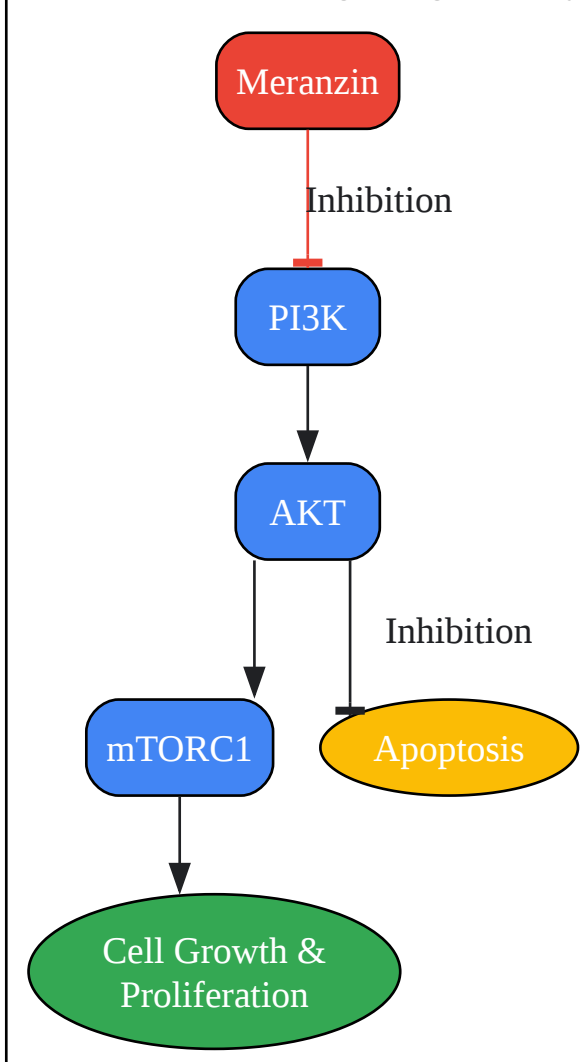 Meranzin
Inhibition
PI3K
AKT
Inhibition
mTORC1
Apoptosis
Cell Growth &
Proliferation